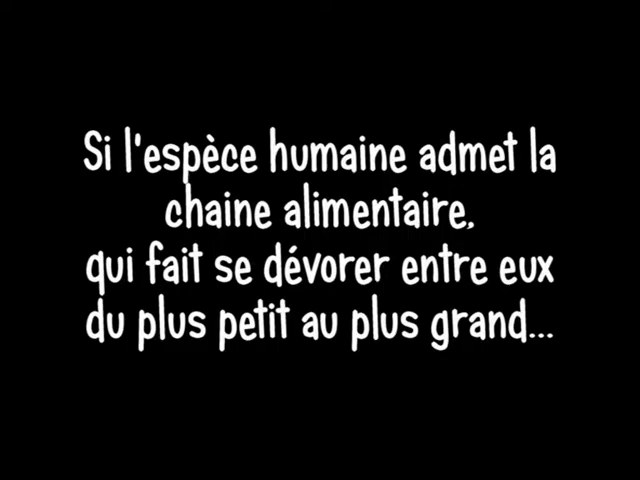 Si l'espèce humaine admet la
chaine alimentaire,
qui fait se dévorer entre eux
du plus petit au plus grand...